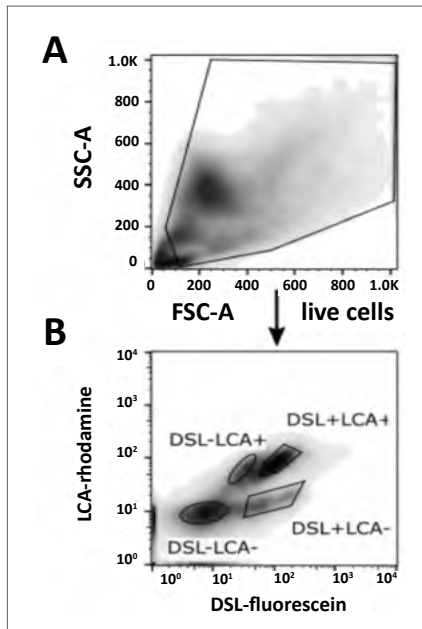 A
1.0K
800
600
400
200
0
SSC-A
0 200 400 600 800 1.0K
FSC-A live cells
B
10⁴
10³
10²
10¹
10⁰
LCA-rhodamine
DSL-LCA+
DSL+LCA+
DSL-LCA-
DSL+LCA-
10⁰ 10¹ 10² 10³ 10⁴
DSL-fluorescein